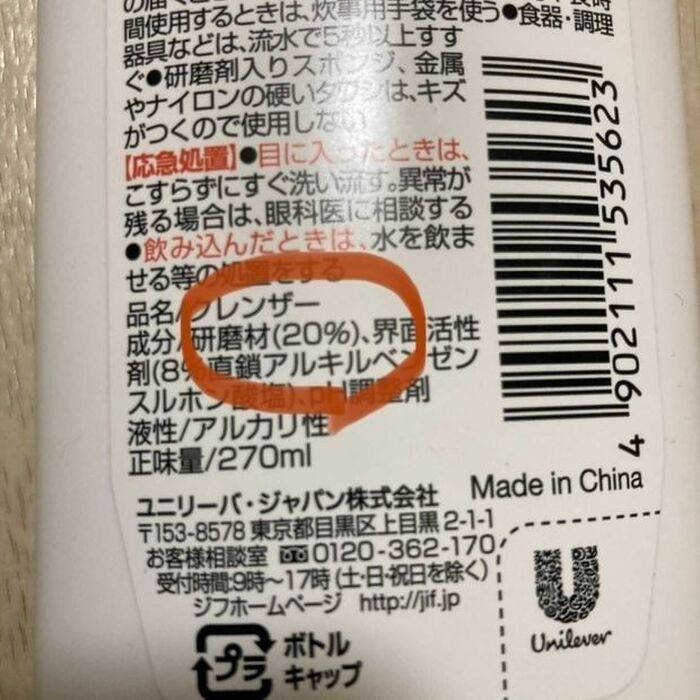 間使用するときは、炊事用手袋を使う●食器・調理
器具などは、流水で5秒以上すす
ぐ●研磨剤入りスポンジ、金属
やナイロンの硬いタワシは、キズ
がつくので使用しない
【応急処置】●目に入ったときは、
こすらずにすぐ洗い流す。異常が
残る場合は、眼科医に相談する
●飲み込んだときは、水を飲ま
せる等の処置をする
品名/クレンザー
成分/研磨材(20%)、界面活性
剤(8%直鎖アルキルベンゼン
スルホン酸塩)、pH調整剤
液性/アルカリ性
正味量/270ml
ユニリーバ・ジャパン株式会社
〒153-8578 東京都目黒区上目黒2-1-1
お客様相談室 0120-362-170
受付時間:9時〜17時(土・日・祝日を除く)
ジフホームページ http://jif.jp
プラ
ボトル
キャップ
4 902111 535623
Made in China
Unilever